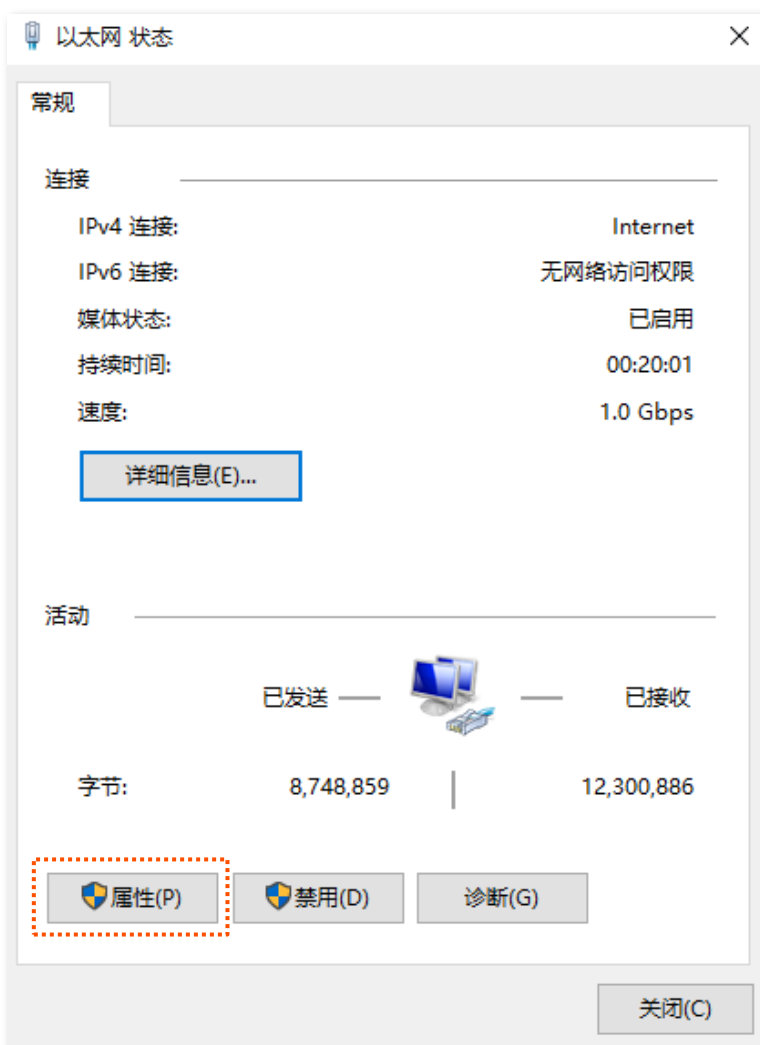 以太网 状态
常规
连接
IPv4 连接: Internet
IPv6 连接: 无网络访问权限
媒体状态: 已启用
持续时间: 00:20:01
速度: 1.0 Gbps
详细信息(E)...
活动
已发送 已接收
字节: 8,748,859 12,300,886
属性(P) 禁用(D) 诊断(G)
关闭(C)